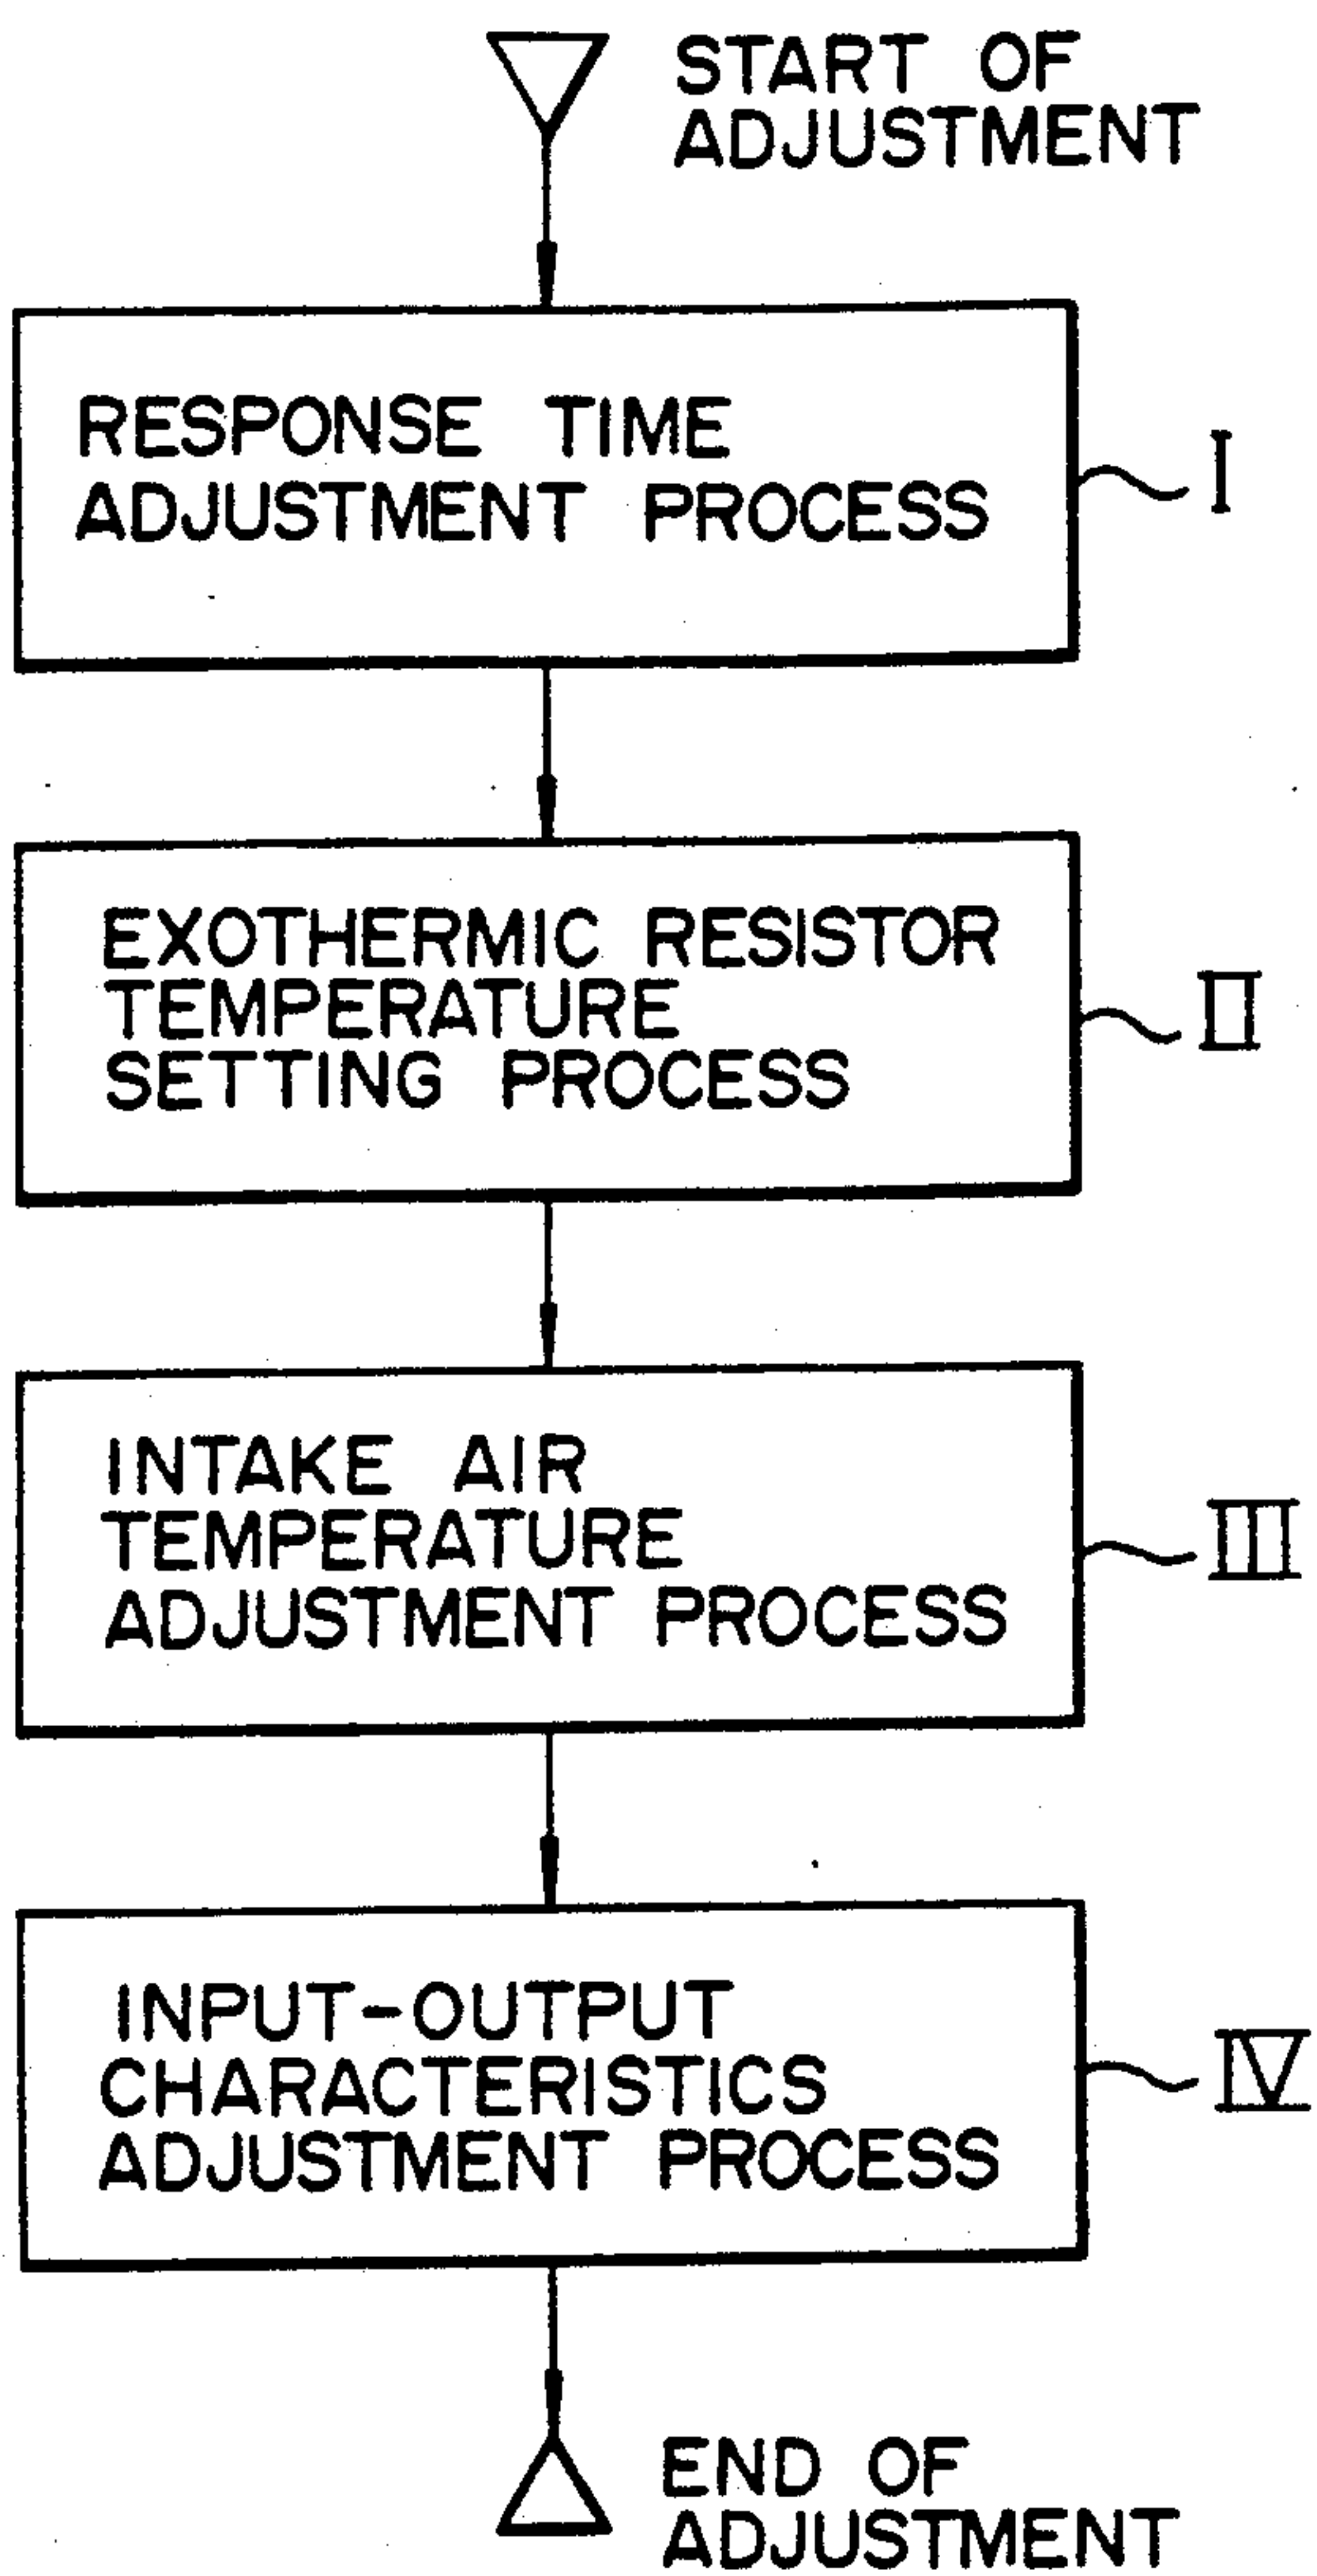 START OF
ADJUSTMENT
RESPONSE TIME
ADJUSTMENT PROCESS
I
EXOTHERMIC RESISTOR
TEMPERATURE
SETTING PROCESS
II
INTAKE AIR
TEMPERATURE
ADJUSTMENT PROCESS
III
INPUT-OUTPUT
CHARACTERISTICS
ADJUSTMENT PROCESS
IV
END OF
ADJUSTMENT